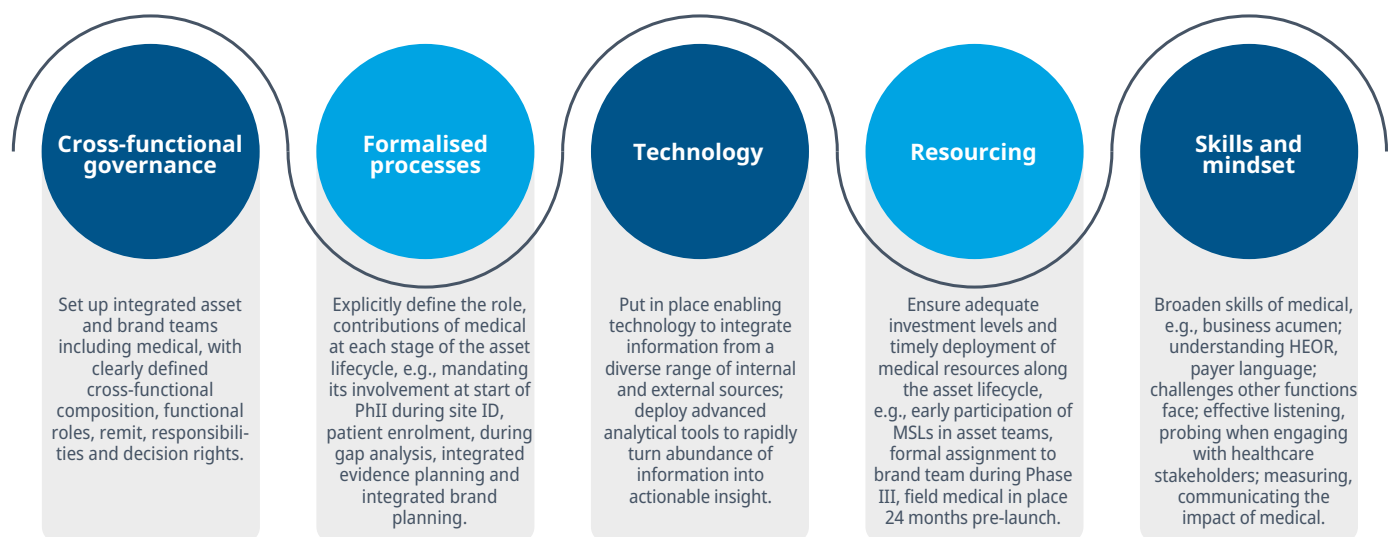 Cross-functional
governance
Set up integrated asset
and brand teams
including medical, with
clearly defined
cross-functional
composition, functional
roles, remit, responsibili-
ties and decision rights.
Formalised
processes
Explicitly define the role,
contributions of medical
at each stage of the asset
lifecycle, e.g., mandating
its involvement at start of
PhII during site ID,
patient enrolment, during
gap analysis, integrated
evidence planning and
integrated brand
planning.
Technology
Put in place enabling
technology to integrate
information from a
diverse range of internal
and external sources;
deploy advanced
analytical tools to rapidly
turn abundance of
information into
actionable insight.
Resourcing
Ensure adequate
investment levels and
timely deployment of
medical resources along
the asset lifecycle,
e.g., early participation of
MSLs in asset teams,
formal assignment to
brand team during Phase
III, field medical in place
24 months pre-launch.
Skills and
mindset
Broaden skills of medical,
e.g., business acumen;
understanding HEOR,
payer language;
challenges other functions
face; effective listening,
probing when engaging
with healthcare
stakeholders; measuring,
communicating the
impact of medical.